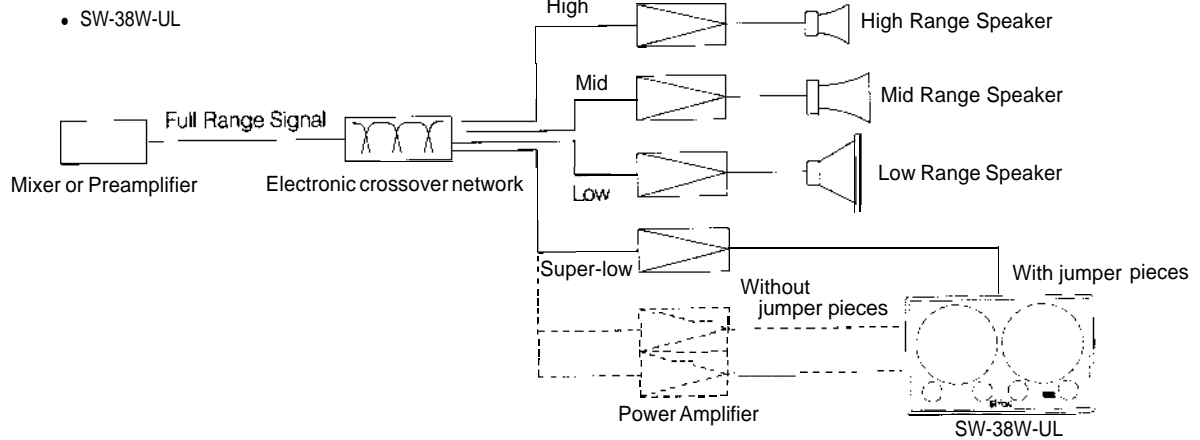 • SW-38W-UL
High
High Range Speaker
Mid
Mid Range Speaker
Full Range Signal
Mixer or Preamplifier
Electronic crossover network
Low Range Speaker
Low
Super-low
Without
jumper pieces
With jumper pieces
Power Amplifier
SW-38W-UL